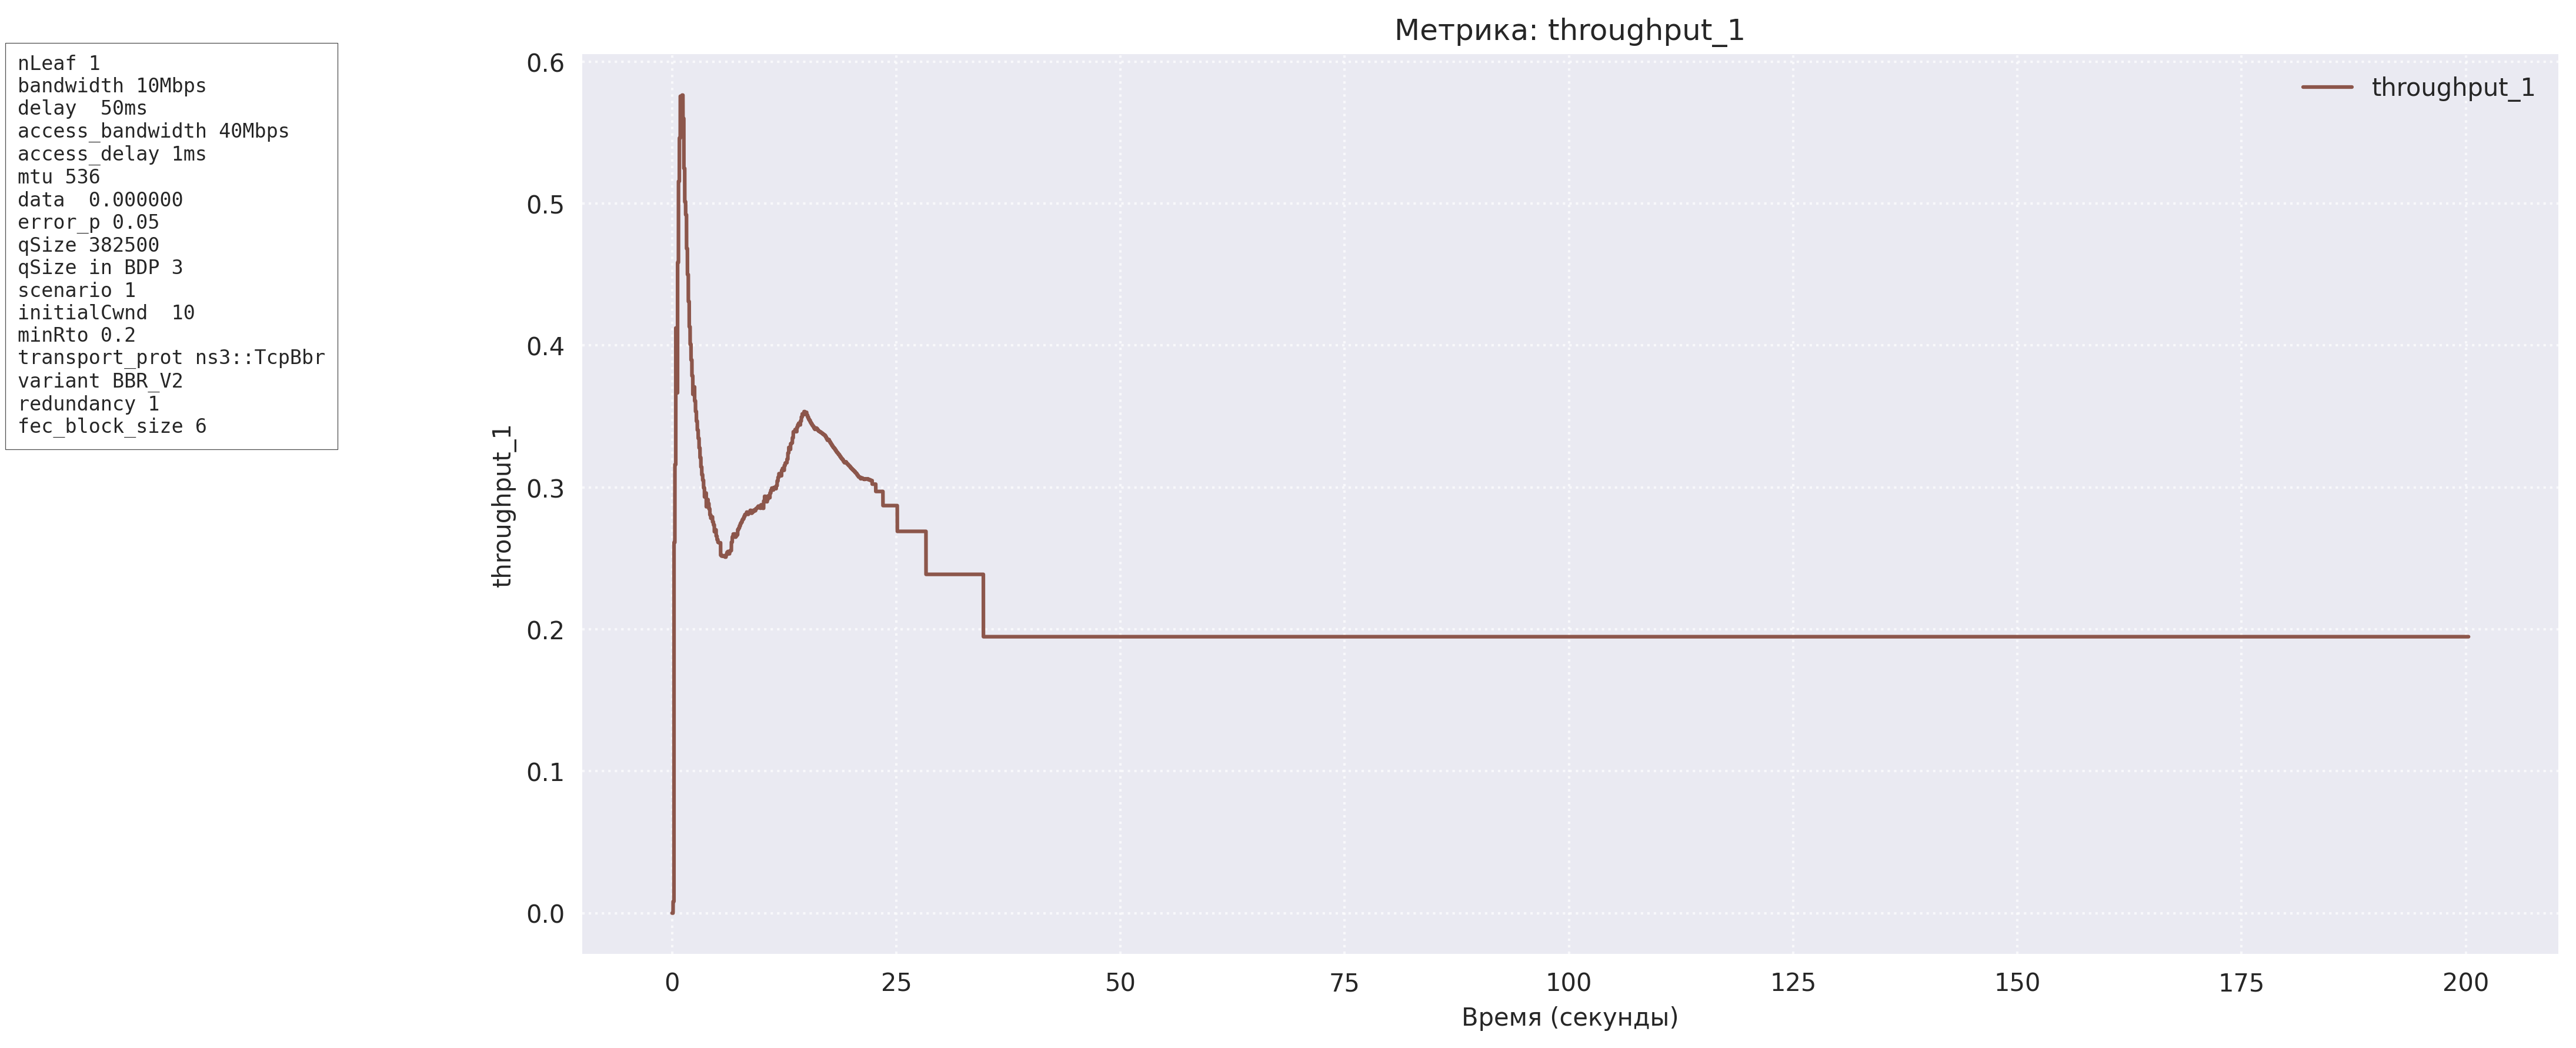 Метрика: throughput_1
nLeaf 1
bandwidth 10Mbps
delay  50ms
access_bandwidth 40Mbps
access_delay 1ms
mtu 536
data  0.000000
error_p 0.05
qSize 382500
qSize in BDP 3
scenario 1
initialCwnd  10
minRto 0.2
transport_prot ns3::TcpBbr
variant BBR_V2
redundancy 1
fec_block_size 6
throughput_1
throughput_1
0.6
0.5
0.4
0.3
0.2
0.1
0.0
0 25 50 75 100 125 150 175 200
Время (секунды)